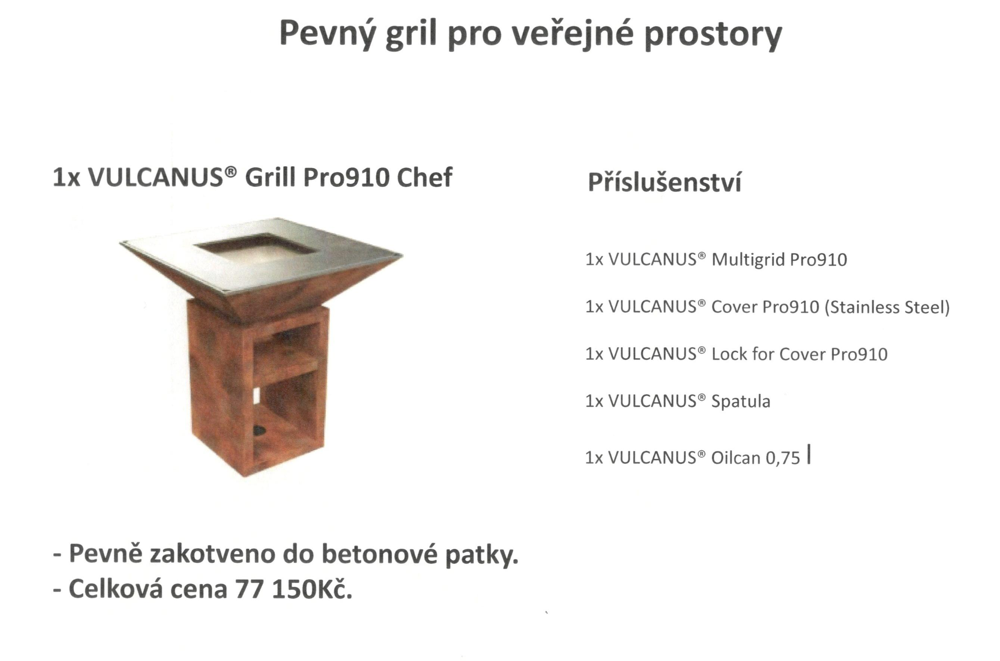 Pevný gril pro veřejné prostory
1x VULCANUS® Grill Pro910 Chef
Příslušenství
1x VULCANUS® Multigrid Pro910
1x VULCANUS® Cover Pro910 (Stainless Steel)
1x VULCANUS® Lock for Cover Pro910
1x VULCANUS® Spatula
1x VULCANUS® Oilcan 0,75 l
- Pevně zakotveno do betonové patky.
- Celková cena 77 150Kč.